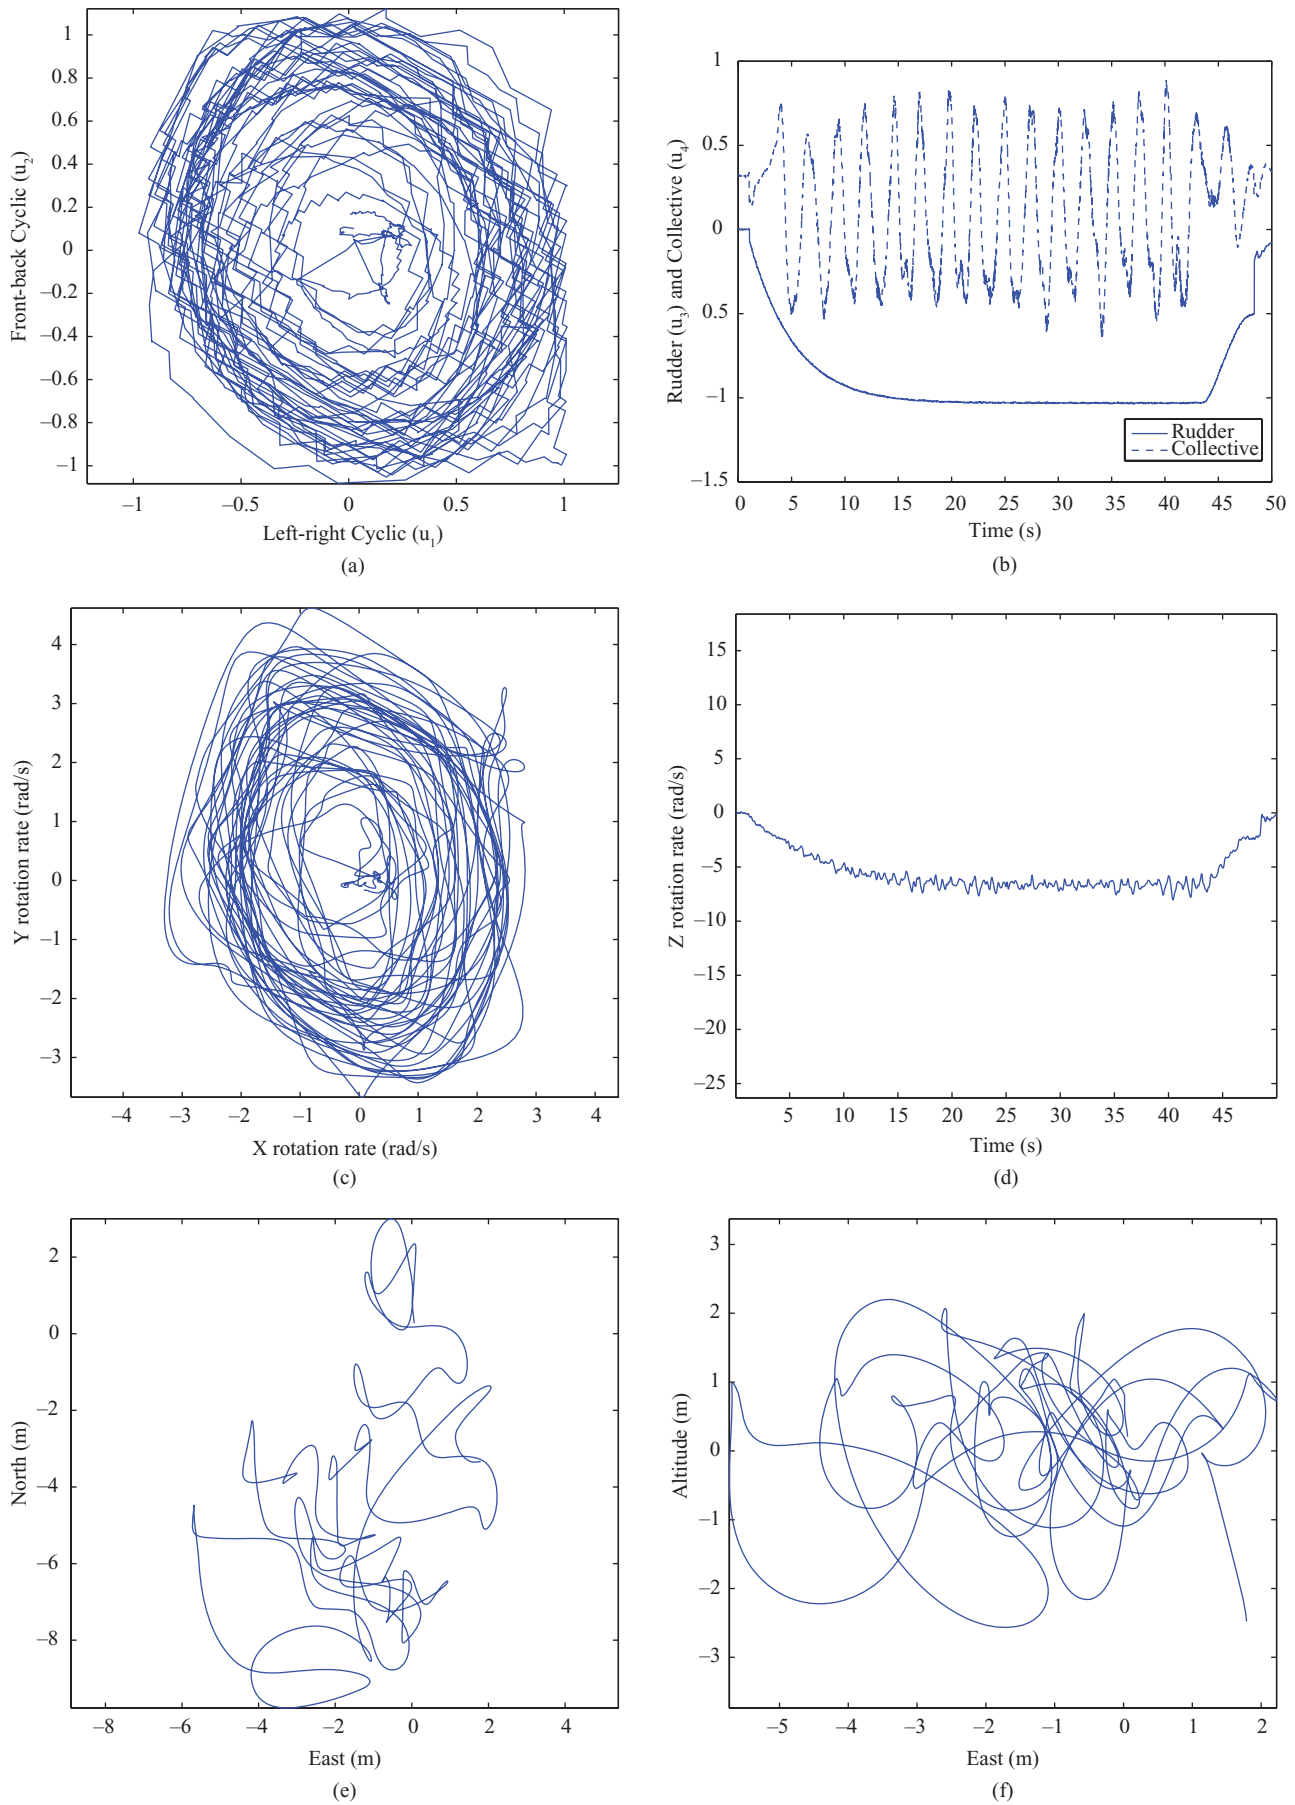 1
0.8
0.6
0.4
0.2
0
−0.2
−0.4
−0.6
−0.8
−1
Front-back Cyclic (u2)
−1 −0.5 0 0.5 1
Left-right Cyclic (u1)
(a)
1
0.5
0
0.5
−1
−1.5
Rudder (u3) and Collective (u4)
Rudder
Collective
0 5 10 15 20 25 30 35 40 45 50
Time (s)
(b)
4
3
2
1
0
−1
−2
−3
Y rotation rate (rad/s)
−4 −3 −2 −1 0 1 2 3 4
X rotation rate (rad/s)
(c)
15
10
5
0
−5
−10
−15
−20
−25
Z rotation rate (rad/s)
5 10 15 20 25 30 35 40 45
Time (s)
(d)
2
0
−2
−4
−6
−8
North (m)
−8 −6 −4 −2 0 2 4
East (m)
(e)
3
2
1
0
−1
−2
−3
Altitude (m)
−5 −4 −3 −2 −1 0 1 2
East (m)
(f)